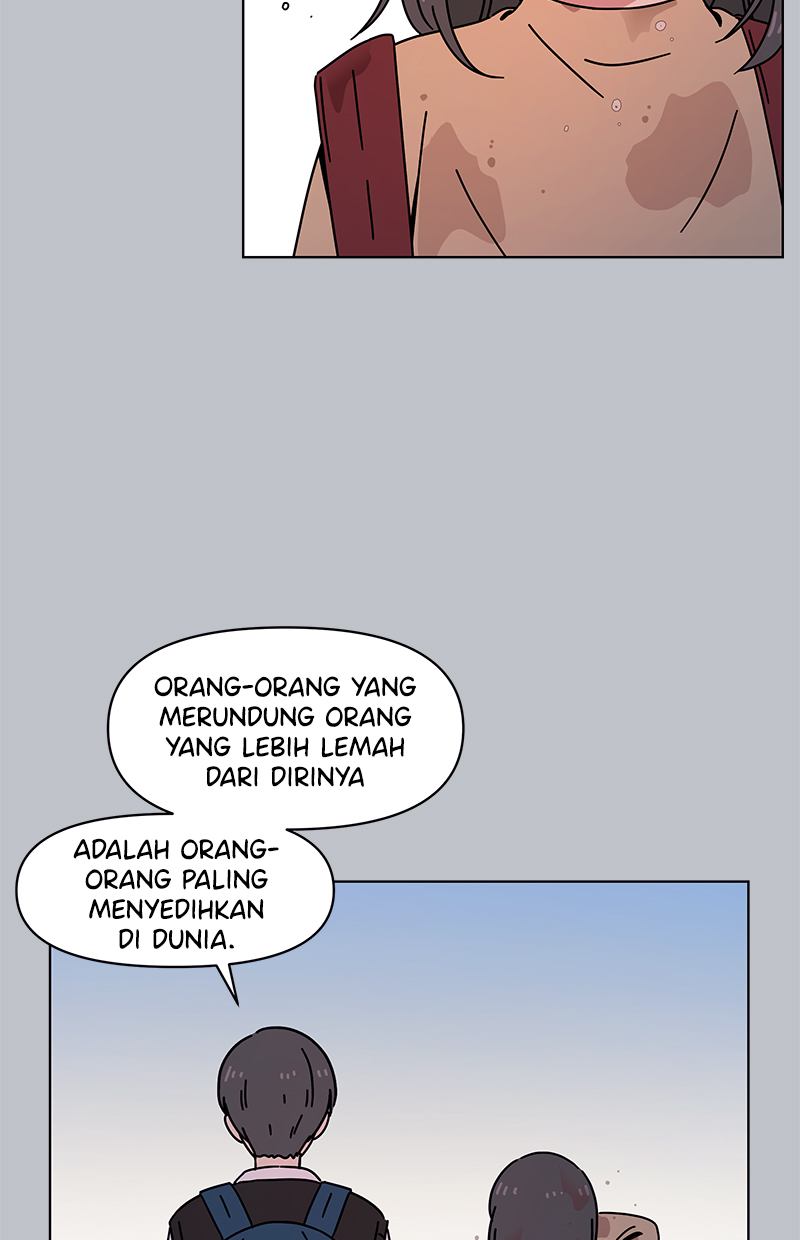 ORANG-ORANG YANG
MERUNDUNG ORANG
YANG LEBIH LEMAH
DARI DIRINYA
ADALAH ORANG-
ORANG PALING
MENYEDIHKAN
DI DUNIA.